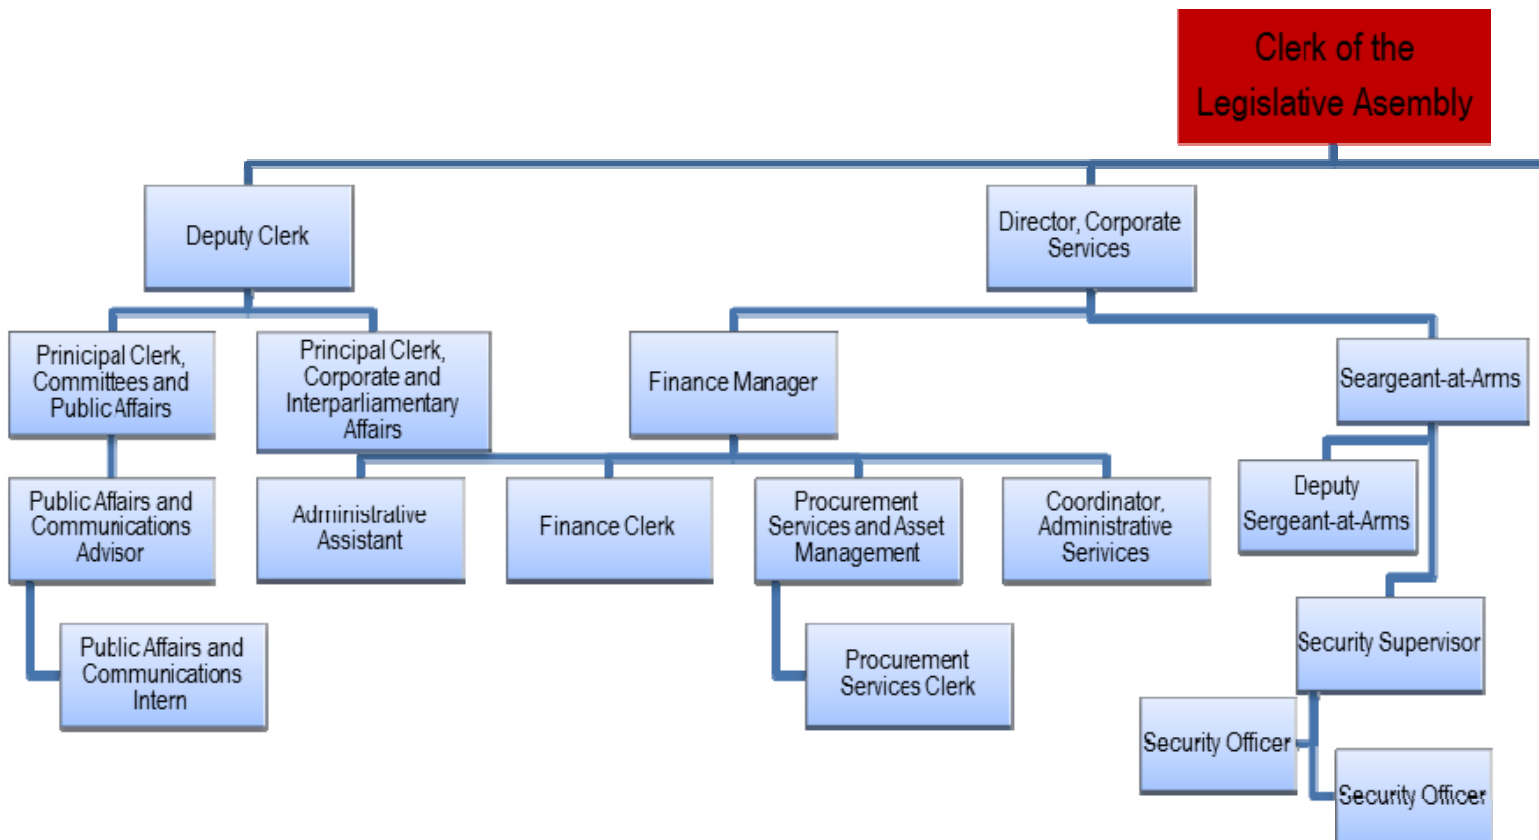 Clerk of the
Legislative Asembly
Deputy Clerk
Director, Corporate
Services
Prinicipal Clerk,
Committees and
Public Affairs
Principal Clerk,
Corporate and
Interparliamentary
Affairs
Finance Manager
Seargeant-at-Arms
Public Affairs and
Communications
Advisor
Administrative
Assistant
Finance Clerk
Procurement
Services and Asset
Management
Coordinator,
Administrative
Serivices
Deputy
Sergeant-at-Arms
Public Affairs and
Communications
Intern
Procurement
Services Clerk
Security Supervisor
Security Officer
Security Officer